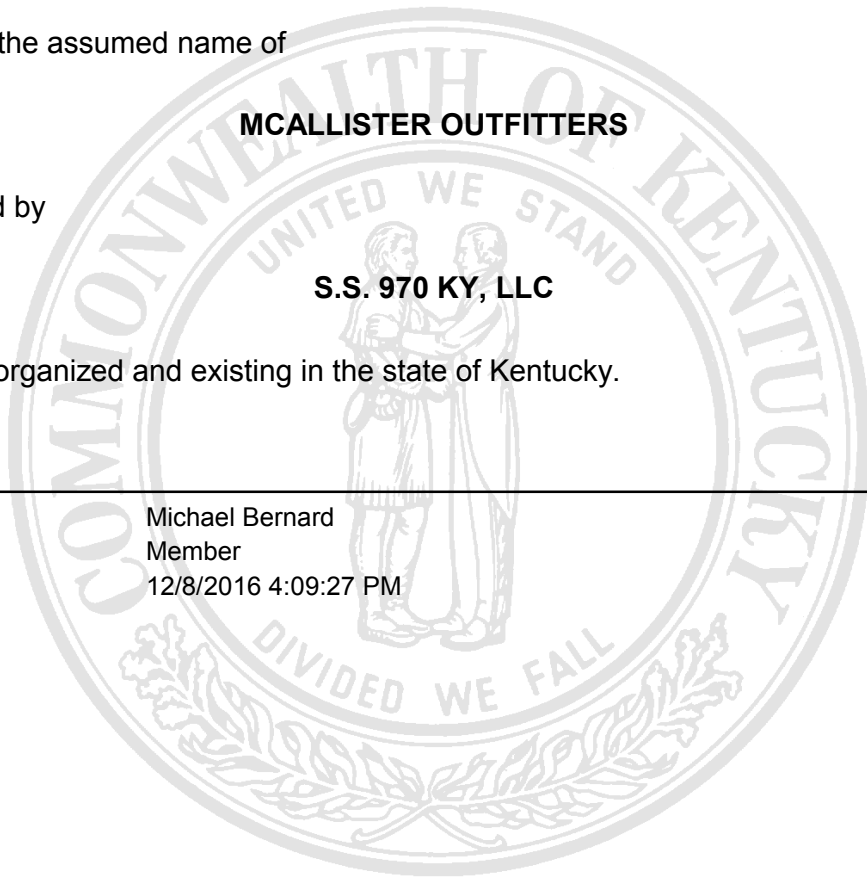 the assumed name of
MCALLISTER OUTFITTERS
d by
S.S. 970 KY, LLC
organized and existing in the state of Kentucky.
Michael Bernard
Member
12/8/2016 4:09:27 PM
COMMONWEALTH OF KENTUCKY
UNITED WE STAND
DIVIDED WE FALL